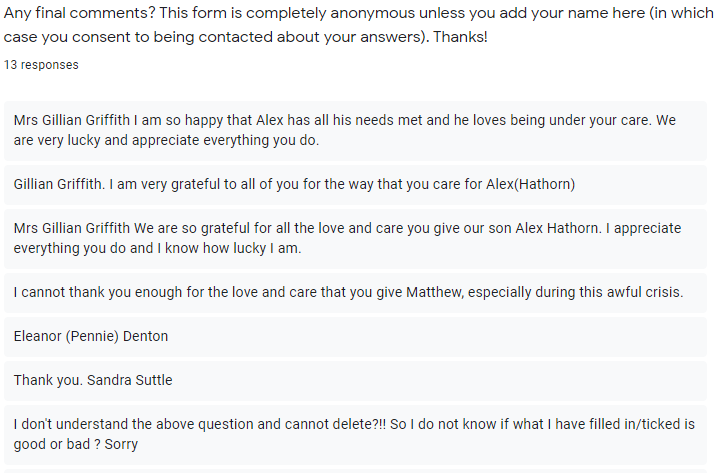 Any final comments? This form is completely anonymous unless you add your name here (in which
case you consent to being contacted about your answers). Thanks!
13 responses
Mrs Gillian Griffith I am so happy that Alex has all his needs met and he loves being under your care. We
are very lucky and appreciate everything you do.
Gillian Griffith. I am very grateful to all of you for the way that you care for Alex(Hathorn)
Mrs Gillian Griffith We are so grateful for all the love and care you give our son Alex Hathorn. I appreciate
everything you do and I know how lucky I am.
I cannot thank you enough for the love and care that you give Matthew, especially during this awful crisis.
Eleanor (Pennie) Denton
Thank you. Sandra Suttle
I don't understand the above question and cannot delete?!! So I do not know if what I have filled in/ticked is
good or bad ? Sorry